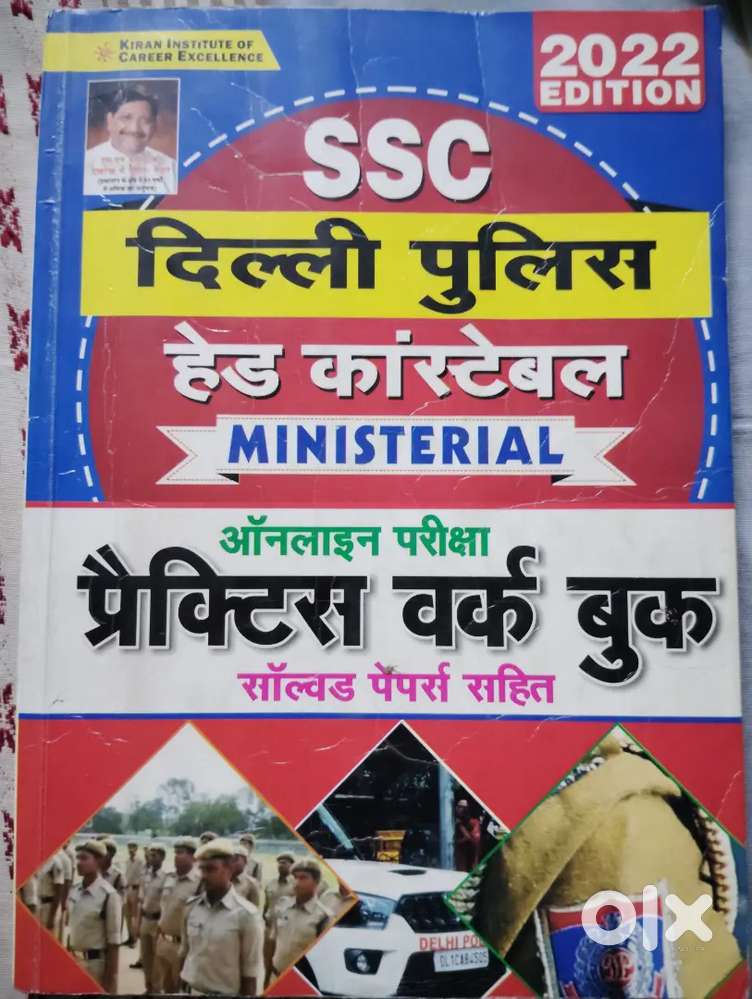 KIRAN INSTITUTE OF
CAREER EXCELLENCE
2022
EDITION
SSC
दिल्ली पुलिस
हेड कांस्टेबल
MINISTERIAL
ऑनलाइन परीक्षा
प्रैक्टिस वर्क बुक
सॉल्वड पेपर्स सहित
DELHI PO
olx